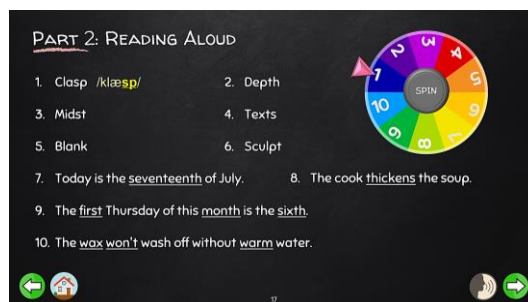 PART 2: READING ALOUD
1. Clasp /klæsp/ 2. Depth
3. Midst 4. Texts
5. Blank 6. Sculpt
7. Today is the seventeenth of July. 8. The cook thickens the soup.
9. The first Thursday of this month is the sixth.
10. The wax won't wash off without warm water.
1
2
3
4
5
6
7
8
9
10
SPIN
17